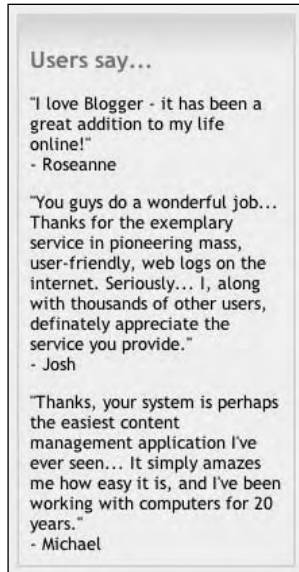 Users say...
"I love Blogger - it has been a
great addition to my life
online!"
- Roseanne
"You guys do a wonderful job...
Thanks for the exemplary
service in pioneering mass,
user-friendly, web logs on the
internet. Seriously... I, along
with thousands of other users,
definately appreciate the
service you provide."
- Josh
"Thanks, your system is perhaps
the easiest content
management application I've
ever seen... It simply amazes
me how easy it is, and I've been
working with computers for 20
years."
- Michael